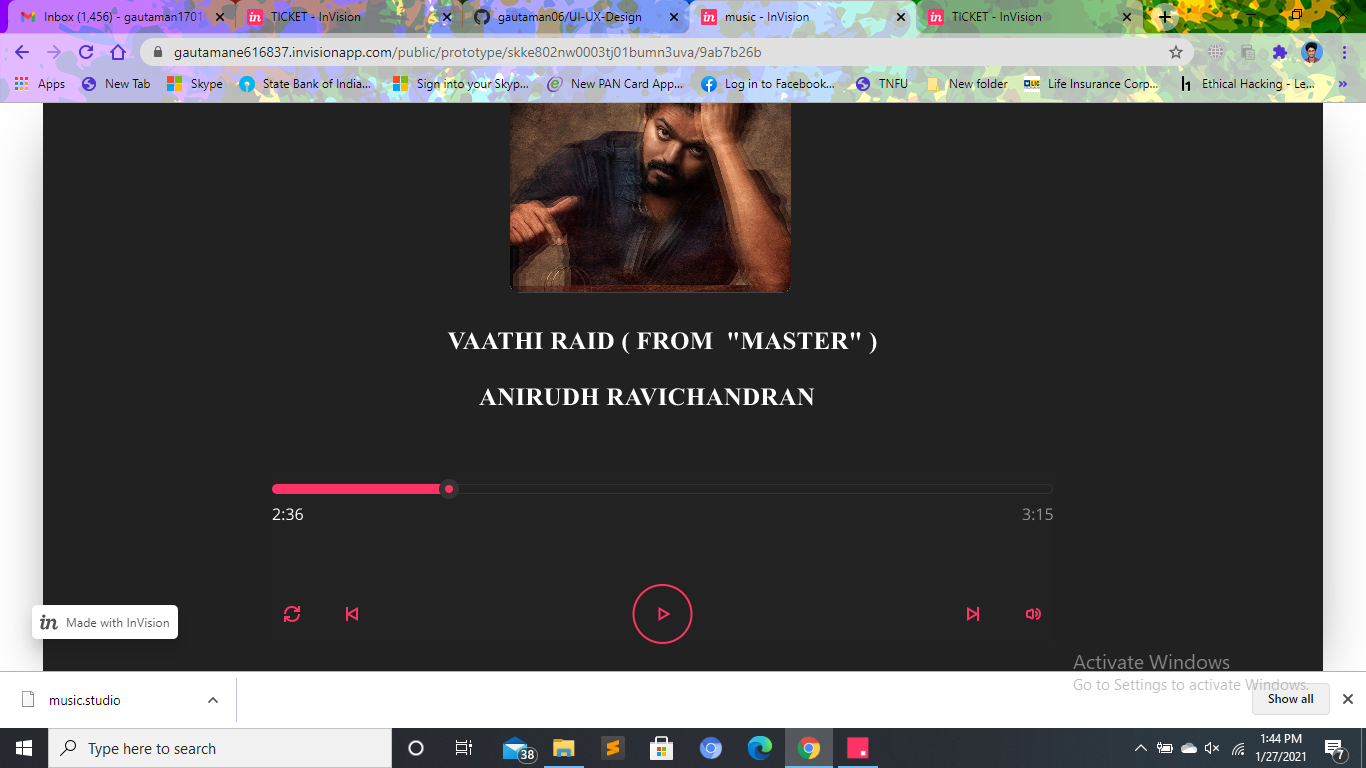 Inbox (1,456) - gautaman1701
TICKET - InVision
gautaman06/UI-UX-Design
music - InVision
TICKET - InVision
gautamane616837.invisionapp.com/public/prototype/skke802nw0003tj01bumn3uva/9ab7b26b
Apps
New Tab
Skype
State Bank of India...
Sign into your Skyp...
New PAN Card App...
Log in to Facebook...
TNFU
New folder
Life Insurance Corp...
Ethical Hacking - Le...
VAATHI RAID ( FROM "MASTER" )
ANIRUDH RAVICHANDRAN
2:36
3:15
in Made with InVision
Activate Windows
Go to Settings to activate Windows.
music.studio
Show all
Type here to search
38
1:44 PM
1/27/2021
7